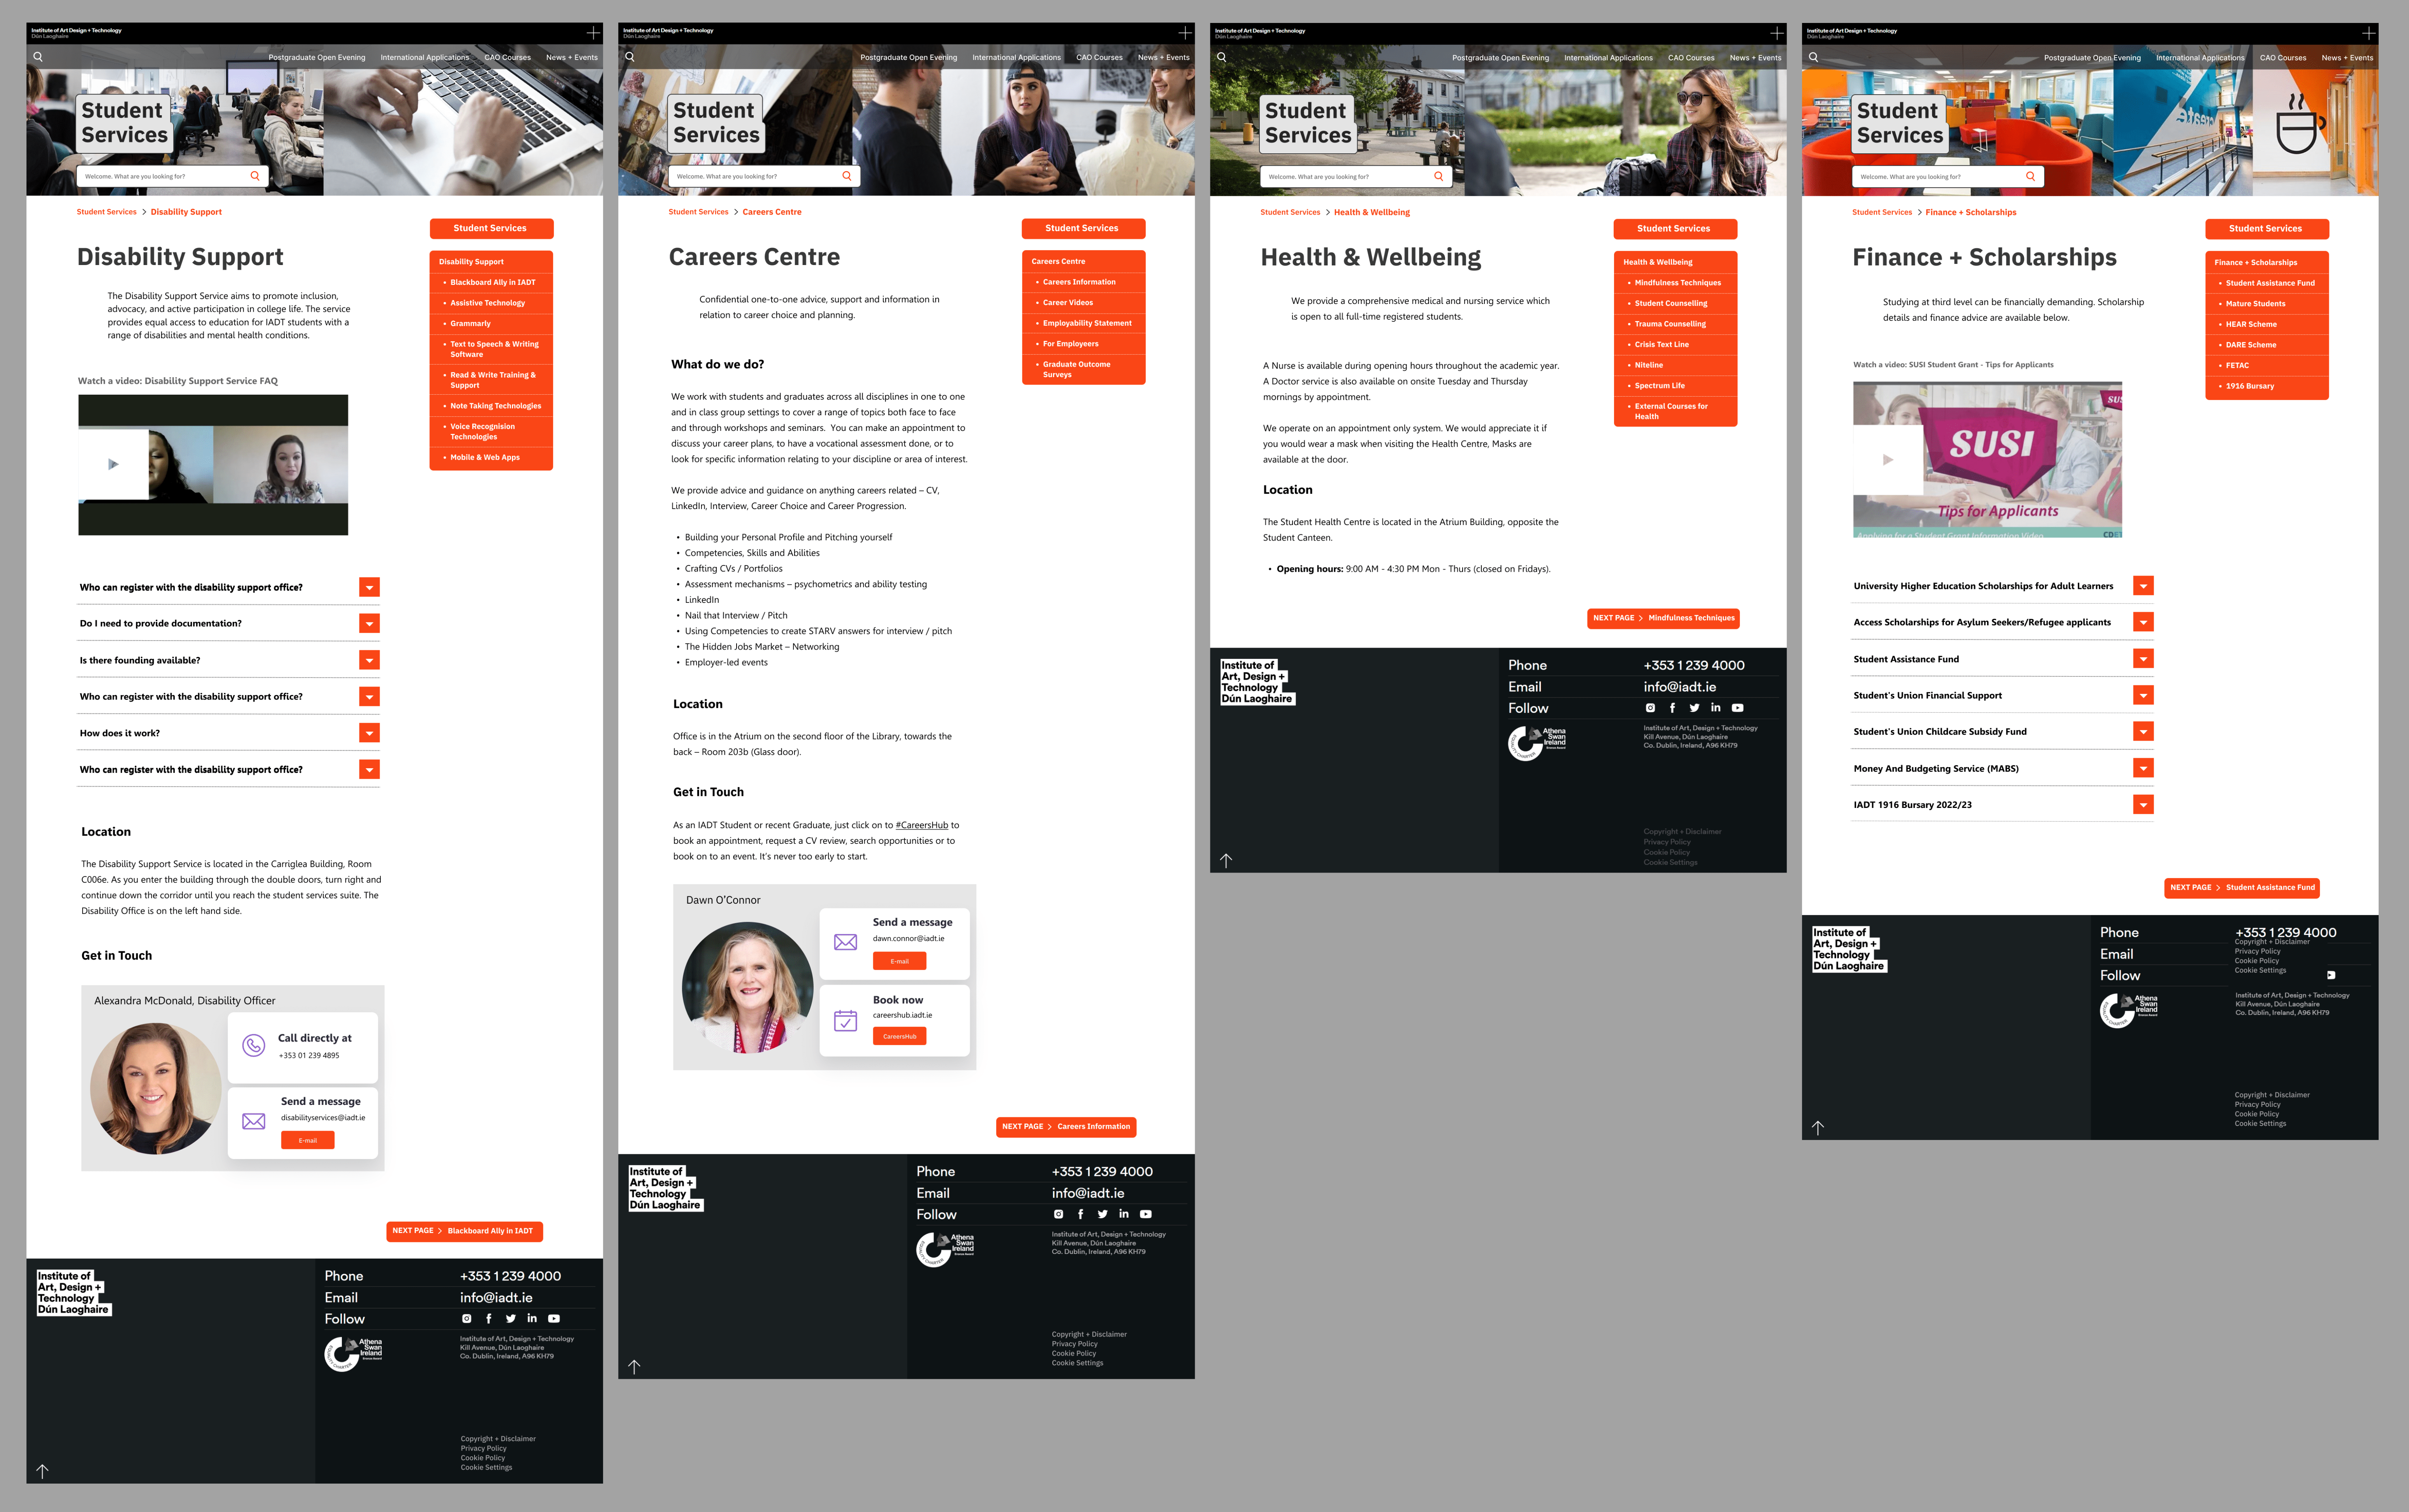 Institute of Art Design + Technology
Dún Laoghaire
Postgraduate Open Evening
International Applications
CAO Courses
News + Events
Student
Services
Welcome. What are you looking for?
Student Services > Disability Support
Student Services
Disability Support
The Disability Support Service aims to promote inclusion,
advocacy, and active participation in college life. The service
provides equal access to education for IADT students with a
range of disabilities and mental health conditions.
Disability Support
• Blackboard Ally in IADT
• Assistive Technology
• Grammarly
• Text to Speech & Writing
Software
• Read & Write Training &
Support
• Note Taking Technologies
• Voice Recognision
Technologies
• Mobile & Web Apps
Watch a video: Disability Support Service FAQ
Who can register with the disability support office?
Do I need to provide documentation?
Is there founding available?
Who can register with the disability support office?
How does it work?
Who can register with the disability support office?
Location
The Disability Support Service is located in the Carriglea Building, Room
C006e. As you enter the building through the double doors, turn right and
continue down the corridor until you reach the student services suite. The
Disability Office is on the left hand side.
Get in Touch
Alexandra McDonald, Disability Officer
Call directly at
+353 01 239 4895
Send a message
disabilityservices@iadt.ie
E-mail
NEXT PAGE > Blackboard Ally in IADT
Institute of
Art, Design +
Technology
Dún Laoghaire
Phone +353 1 239 4000
Email info@iadt.ie
Follow
Athena
Swan
Ireland
Bronze Award
EQUALITY CHARTER
Institute of Art, Design + Technology
Kill Avenue, Dún Laoghaire
Co. Dublin, Ireland, A96 KH79
Copyright + Disclaimer
Privacy Policy
Cookie Policy
Cookie Settings
Institute of Art Design + Technology
Dún Laoghaire
Postgraduate Open Evening
International Applications
CAO Courses
News + Events
Student
Services
Welcome. What are you looking for?
Student Services > Careers Centre
Student Services
Careers Centre
Confidential one-to-one advice, support and information in
relation to career choice and planning.
Careers Centre
• Careers Information
• Career Videos
• Employability Statement
• For Employeers
• Graduate Outcome
Surveys
What do we do?
We work with students and graduates across all disciplines in one to one
and in class group settings to cover a range of topics both face to face
and through workshops and seminars. You can make an appointment to
discuss your career plans, to have a vocational assessment done, or to
look for specific information relating to your discipline or area of interest.
We provide advice and guidance on anything careers related – CV,
LinkedIn, Interview, Career Choice and Career Progression.
• Building your Personal Profile and Pitching yourself
• Competencies, Skills and Abilities
• Crafting CVs / Portfolios
• Assessment mechanisms – psychometrics and ability testing
• LinkedIn
• Nail that Interview / Pitch
• Using Competencies to create STARV answers for interview / pitch
• The Hidden Jobs Market – Networking
• Employer-led events
Location
Office is in the Atrium on the second floor of the Library, towards the
back – Room 203b (Glass door).
Get in Touch
As an IADT Student or recent Graduate, just click on to #CareersHub to
book an appointment, request a CV review, search opportunities or to
book on to an event. It's never too early to start.
Dawn O'Connor
Send a message
dawn.connor@iadt.ie
E-mail
Book now
careershub.iadt.ie
CareersHub
NEXT PAGE > Careers Information
Institute of
Art, Design +
Technology
Dún Laoghaire
Phone +353 1 239 4000
Email info@iadt.ie
Follow
Athena
Swan
Ireland
Bronze Award
EQUALITY CHARTER
Institute of Art, Design + Technology
Kill Avenue, Dún Laoghaire
Co. Dublin, Ireland, A96 KH79
Copyright + Disclaimer
Privacy Policy
Cookie Policy
Cookie Settings
Institute of Art Design + Technology
Dún Laoghaire
Postgraduate Open Evening
International Applications
CAO Courses
News + Events
Student
Services
Welcome. What are you looking for?
Student Services > Health & Wellbeing
Student Services
Health & Wellbeing
We provide a comprehensive medical and nursing service which
is open to all full-time registered students.
Health & Wellbeing
• Mindfulness Techniques
• Student Counselling
• Trauma Counselling
• Crisis Text Line
• Niteline
• Spectrum Life
• External Courses for
Health
A Nurse is available during opening hours throughout the academic year.
A Doctor service is also available on onsite Tuesday and Thursday
mornings by appointment.
We operate on an appointment only system. We would appreciate it if
you would wear a mask when visiting the Health Centre, Masks are
available at the door.
Location
The Student Health Centre is located in the Atrium Building, opposite the
Student Canteen.
• Opening hours: 9:00 AM - 4:30 PM Mon - Thurs (closed on Fridays).
NEXT PAGE > Mindfulness Techniques
Institute of
Art, Design +
Technology
Dún Laoghaire
Phone +353 1 239 4000
Email info@iadt.ie
Follow
Athena
Swan
Ireland
Bronze Award
EQUALITY CHARTER
Institute of Art, Design + Technology
Kill Avenue, Dún Laoghaire
Co. Dublin, Ireland, A96 KH79
Copyright + Disclaimer
Privacy Policy
Cookie Policy
Cookie Settings
Institute of Art Design + Technology
Dún Laoghaire
Postgraduate Open Evening
International Applications
CAO Courses
News + Events
create
Student
Services
Welcome. What are you looking for?
Student Services > Finance + Scholarships
Student Services
Finance + Scholarships
Studying at third level can be financially demanding. Scholarship
details and finance advice are available below.
Finance + Scholarships
• Student Assistance Fund
• Mature Students
• HEAR Scheme
• DARE Scheme
• FETAC
• 1916 Bursary
Watch a video: SUSI Student Grant - Tips for Applicants
SUSI
Tips for Applicants
Applying for a Student Grant Information Video
University Higher Education Scholarships for Adult Learners
Access Scholarships for Asylum Seekers/Refugee applicants
Student Assistance Fund
Student's Union Financial Support
Student's Union Childcare Subsidy Fund
Money And Budgeting Service (MABS)
IADT 1916 Bursary 2022/23
NEXT PAGE > Student Assistance Fund
Institute of
Art, Design +
Technology
Dún Laoghaire
Phone +353 1 239 4000
Copyright + Disclaimer
Privacy Policy
Email
Cookie Policy
Cookie Settings
Follow
Athena
Swan
Ireland
Bronze Award
EQUALITY CHARTER
Institute of Art, Design + Technology
Kill Avenue, Dún Laoghaire
Co. Dublin, Ireland, A96 KH79
Copyright + Disclaimer
Privacy Policy
Cookie Policy
Cookie Settings